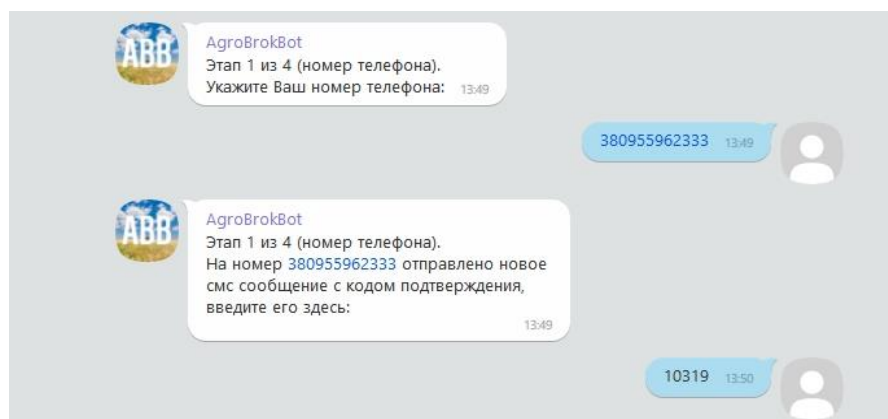 ABB
AgroBrokBot
Этап 1 из 4 (номер телефона).
Укажите Ваш номер телефона: 13:49
380955962333 13:49
ABB
AgroBrokBot
Этап 1 из 4 (номер телефона).
На номер 380955962333 отправлено новое
смс сообщение с кодом подтверждения,
введите его здесь:
13:49
10319 13:50